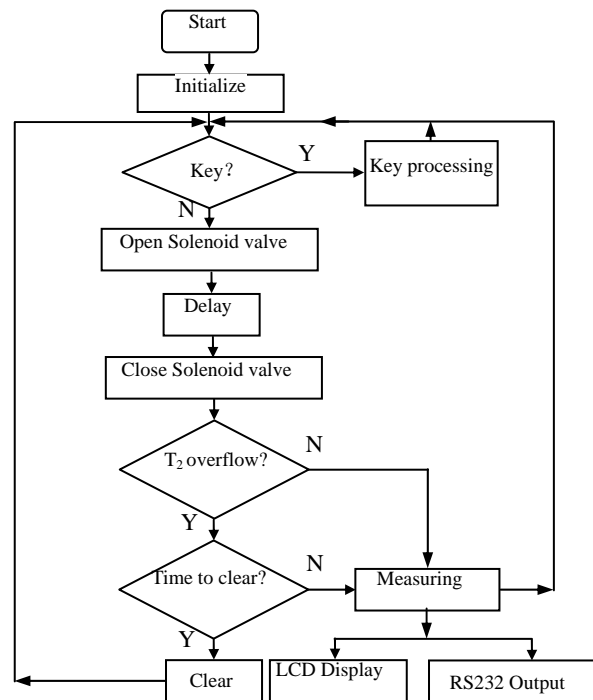 Start
Initialize
Key?
Y
Key processing
N
Open Solenoid valve
Delay
Close Solenoid valve
T₂ overflow?
N
Y
Time to clear?
N
Measuring
Y
Clear
LCD Display
RS232 Output